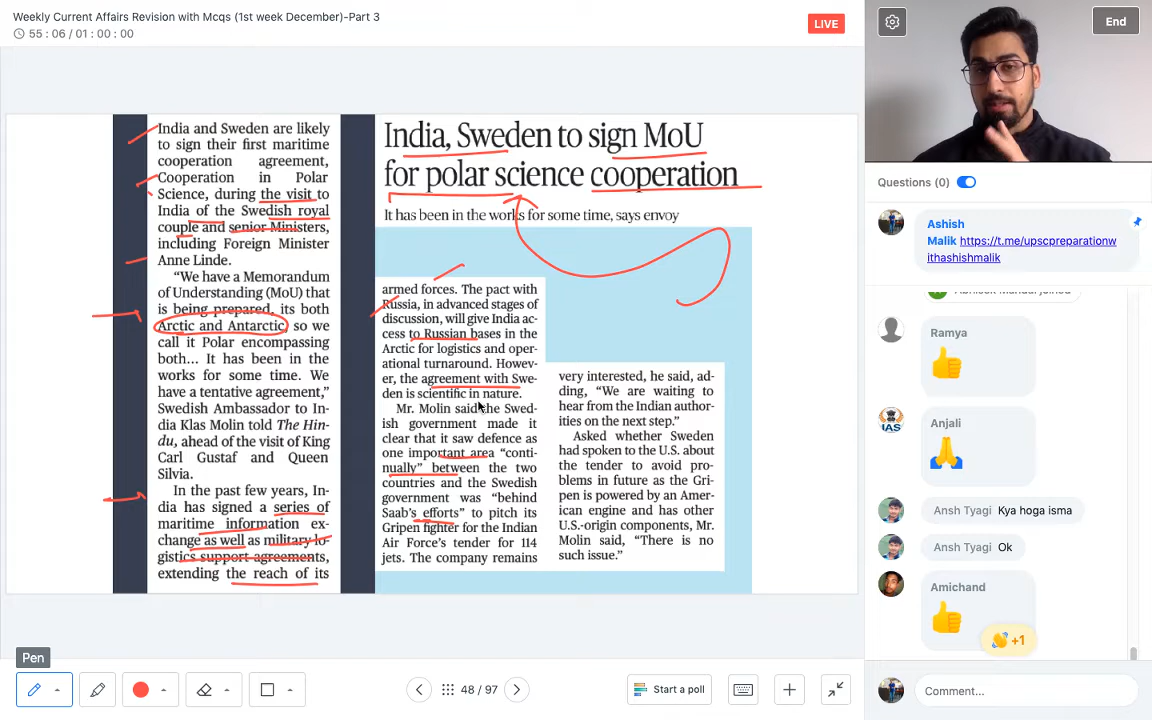 Weekly Current Affairs Revision with Mcqs (1st week December)-Part 3
55 : 06 / 01 : 00 : 00
LIVE
End
India and Sweden are likely
to sign their first maritime
cooperation agreement,
Cooperation in Polar
Science, during the visit to
India of the Swedish royal
couple and senior Ministers,
including Foreign Minister
Anne Linde.
“We have a Memorandum
of Understanding (MoU) that
is being prepared, its both
Arctic and Antarctic, so we
call it Polar encompassing
both... It has been in the
works for some time. We
have a tentative agreement,”
Swedish Ambassador to In-
dia Klas Molin told The Hin-
du, ahead of the visit of King
Carl Gustaf and Queen
Silvia.
In the past few years, In-
dia has signed a series of
maritime information ex-
change as well as military lo-
gistics support agreements,
extending the reach of its
India, Sweden to sign MoU
for polar science cooperation
It has been in the works for some time, says envoy
armed forces. The pact with
Russia, in advanced stages of
discussion, will give India ac-
cess to Russian bases in the
Arctic for logistics and oper-
ational turnaround. Howev-
er, the agreement with Swe-
den is scientific in nature.
Mr. Molin said the Swed-
ish government made it
clear that it saw defence as
one important area “conti-
nually” between the two
countries and the Swedish
government was “behind
Saab’s efforts” to pitch its
Gripen fighter for the Indian
Air Force’s tender for 114
jets. The company remains
very interested, he said, ad-
ding, “We are waiting to
hear from the Indian author-
ities on the next step.”
Asked whether Sweden
had spoken to the U.S. about
the tender to avoid pro-
blems in future as the Gri-
pen is powered by an Amer-
ican engine and has other
U.S.-origin components, Mr.
Molin said, “There is no
such issue.”
Questions (0)
Ashish
Malik https://t.me/upscpreparationw
ithashishmalik
Abhisek Mandal joined
Ramya
Anjali
IAS
Ansh Tyagi Kya hoga isma
Ansh Tyagi Ok
Amichand
+1
Pen
48 / 97
Start a poll
Comment...